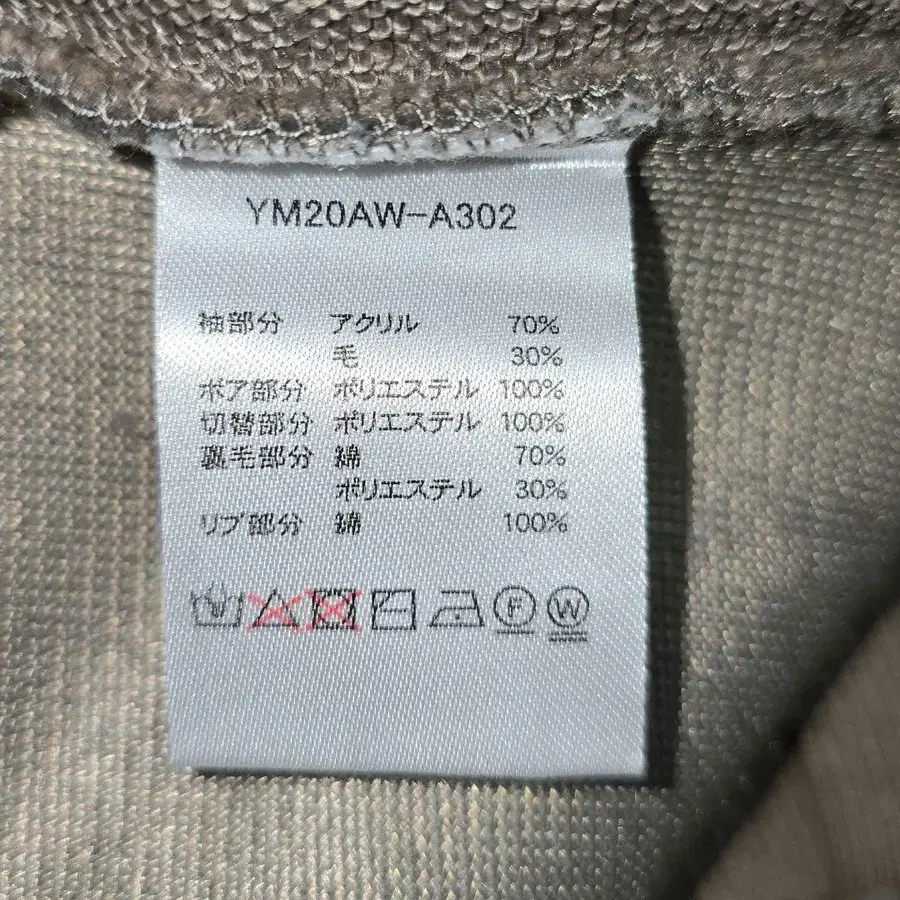 YM20AW-A302
袖部分 アクリル 70%
毛 30%
ボア部分 ポリエステル 100%
切替部分 ポリエステル 100%
裏毛部分 綿 70%
ポリエステル 30%
リブ部分 綿 100%
F W